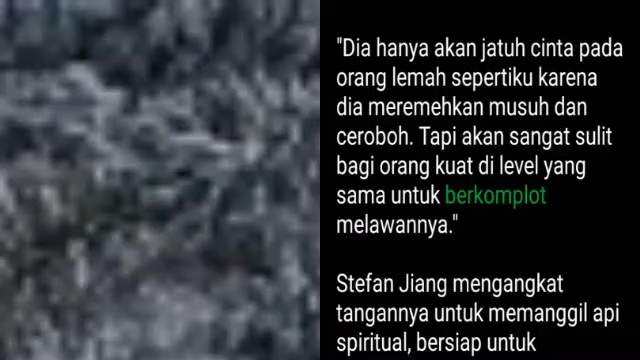 "Dia hanya akan jatuh cinta pada
orang lemah sepertiku karena
dia meremehkan musuh dan
ceroboh. Tapi akan sangat sulit
bagi orang kuat di level yang
sama untuk berkomplot
melawannya."
Stefan Jiang mengangkat
tangannya untuk memanggil api
spiritual, bersiap untuk